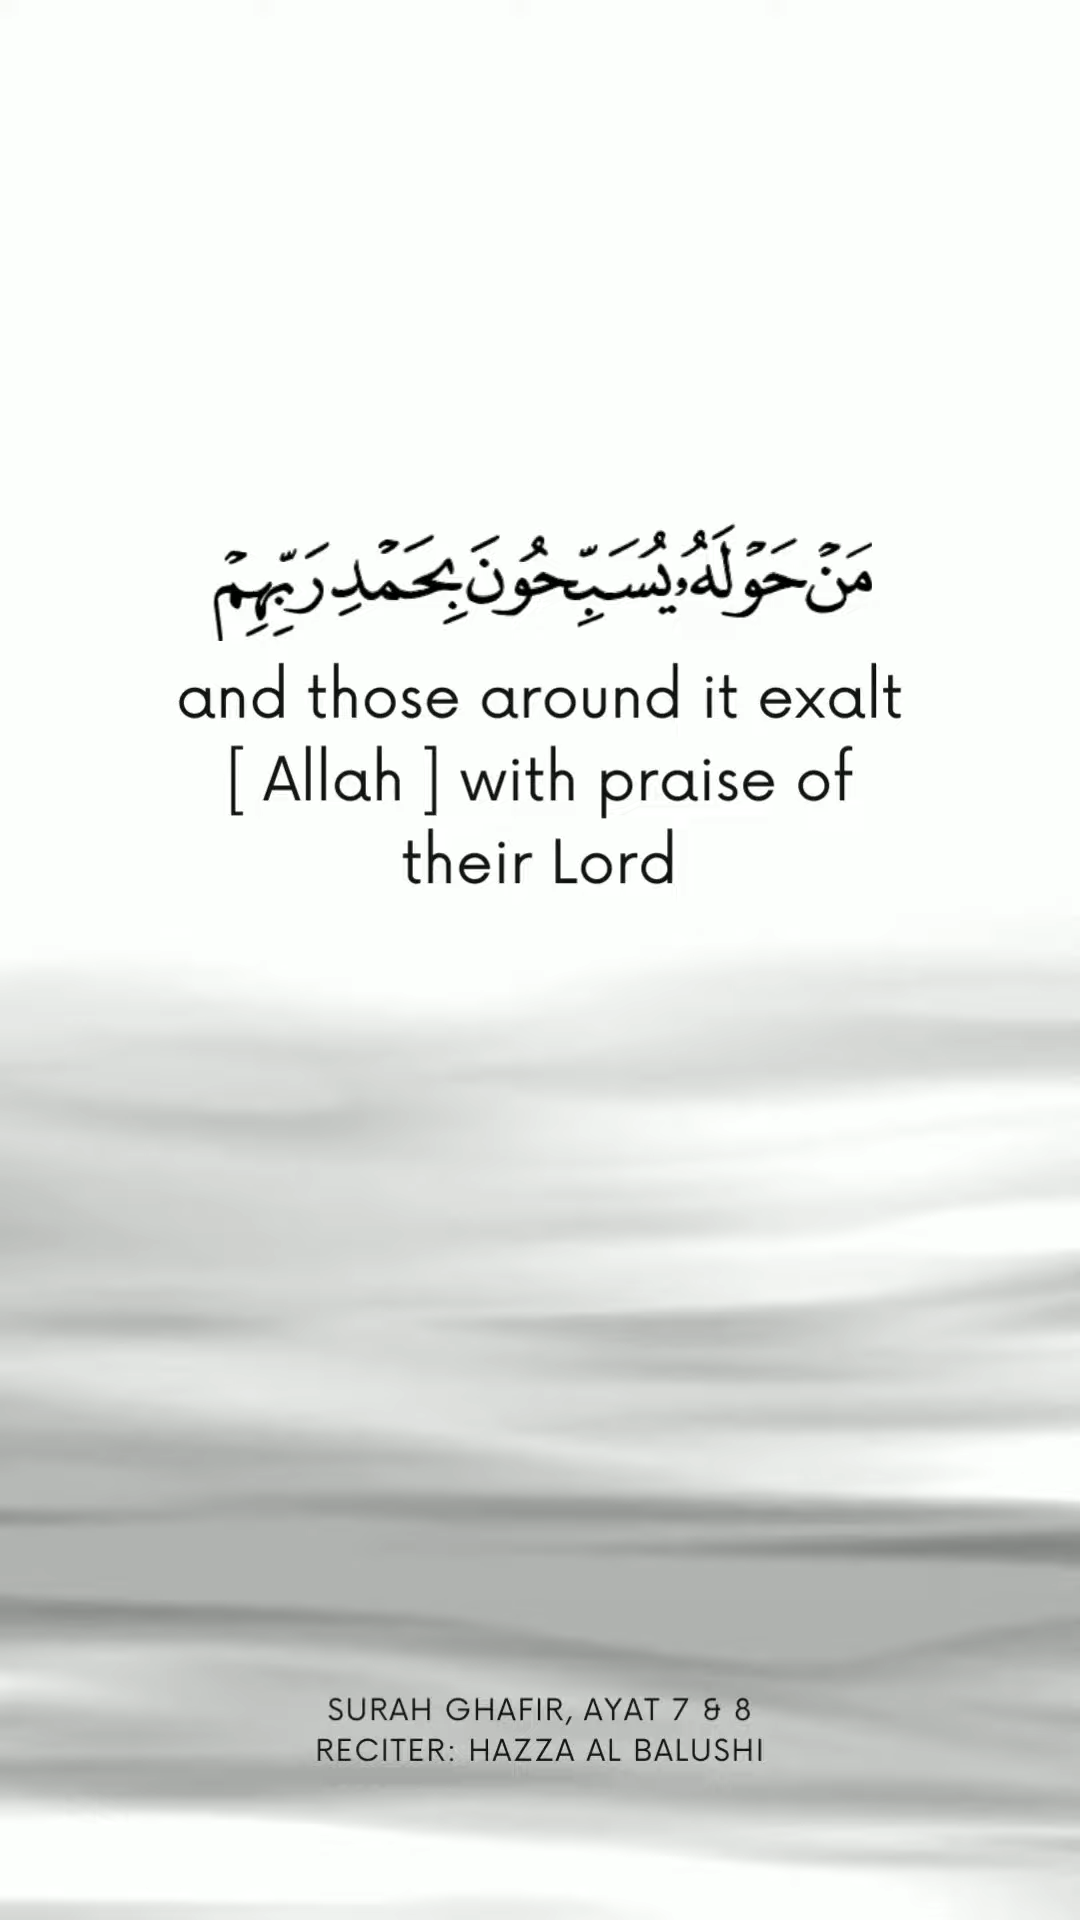 مَنۡ حَوۡلَهُۥ يُسَبِّحُونَ بِحَمۡدِ رَبِّهِمۡ
and those around it exalt
[ Allah ] with praise of
their Lord
SURAH GHAFIR, AYAT 7 & 8
RECITER: HAZZA AL BALUSHI